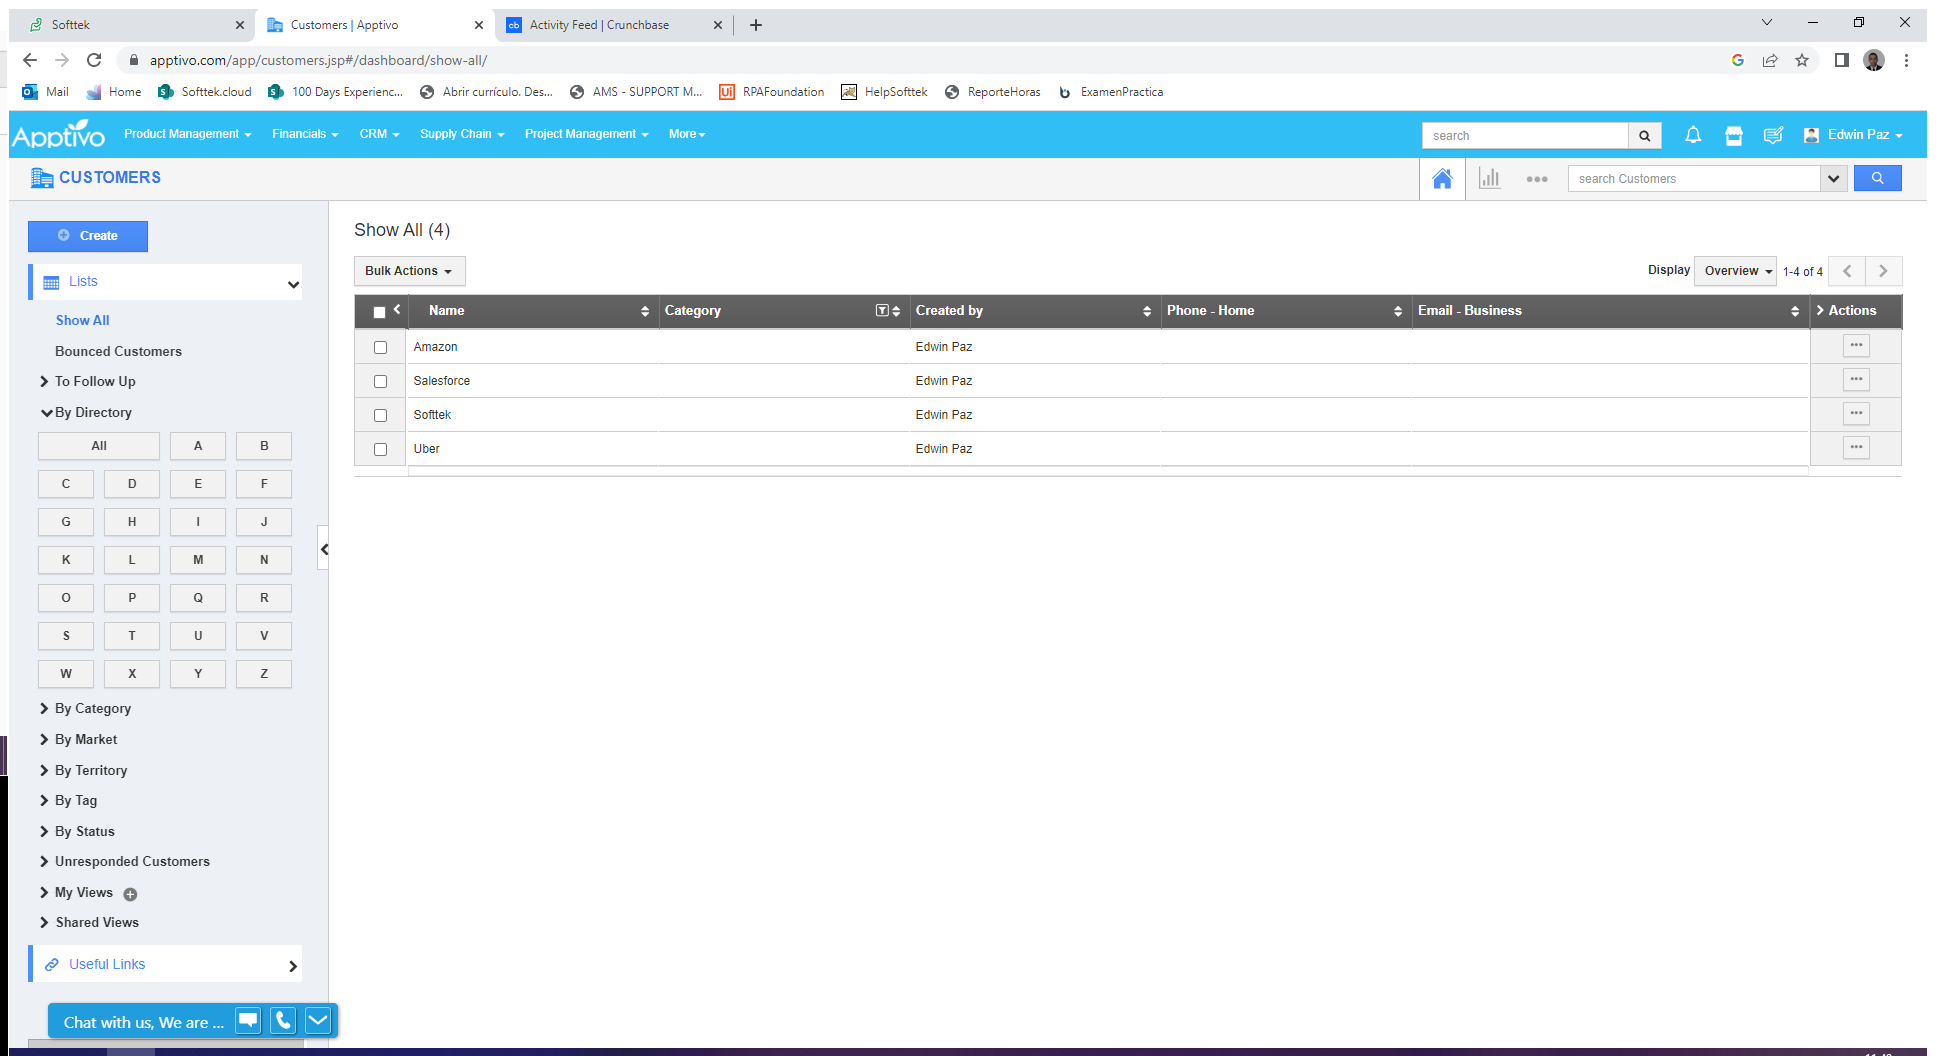 Softtek
Customers | Apptivo
Activity Feed | Crunchbase
apptivo.com/app/customers.jsp#/dashboard/show-all/
Mail
Home
Softtek.cloud
100 Days Experienc...
Abrir currículo. Des...
AMS - SUPPORT M...
RPAFoundation
HelpSofttek
ReporteHoras
ExamenPractica
Apptivo
Product Management
Financials
CRM
Supply Chain
Project Management
More
search
Edwin Paz
CUSTOMERS
search Customers
Create
Lists
Show All
Bounced Customers
To Follow Up
By Directory
All A B
C D E F
G H I J
K L M N
O P Q R
S T U V
W X Y Z
By Category
By Market
By Territory
By Tag
By Status
Unresponded Customers
My Views
Shared Views
Useful Links
Chat with us, We are ...
Show All (4)
Bulk Actions
Display Overview 1-4 of 4
Name Category Created by Phone - Home Email - Business Actions
Amazon Edwin Paz
Salesforce Edwin Paz
Softtek Edwin Paz
Uber Edwin Paz